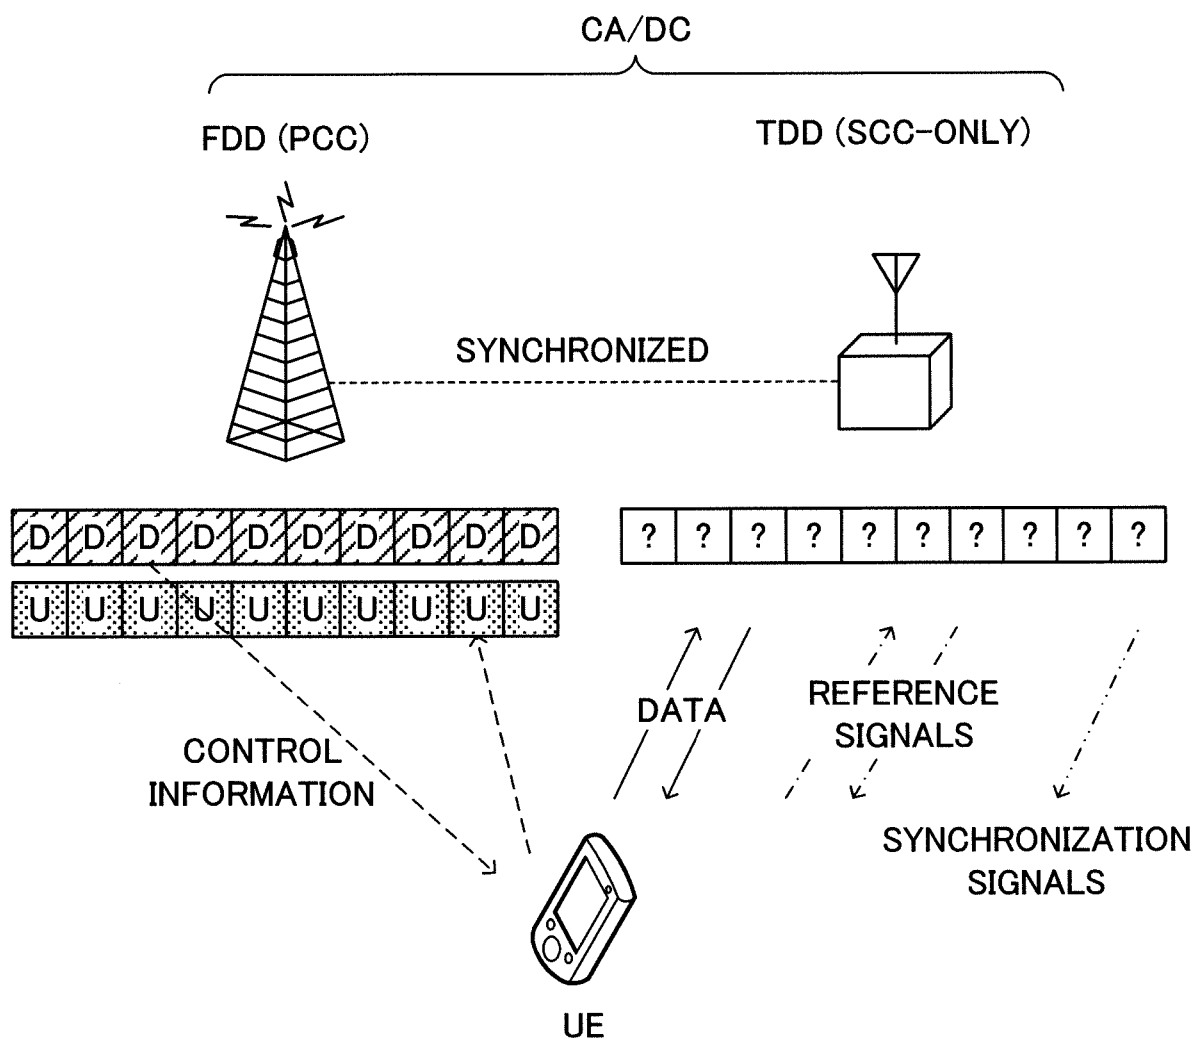 CA/DC
FDD (PCC)
TDD (SCC-ONLY)
SYNCHRONIZED
D D D D D D D D D D
U U U U U U U U U U
? ? ? ? ? ? ? ? ? ?
DATA
REFERENCE
SIGNALS
CONTROL
INFORMATION
SYNCHRONIZATION
SIGNALS
UE